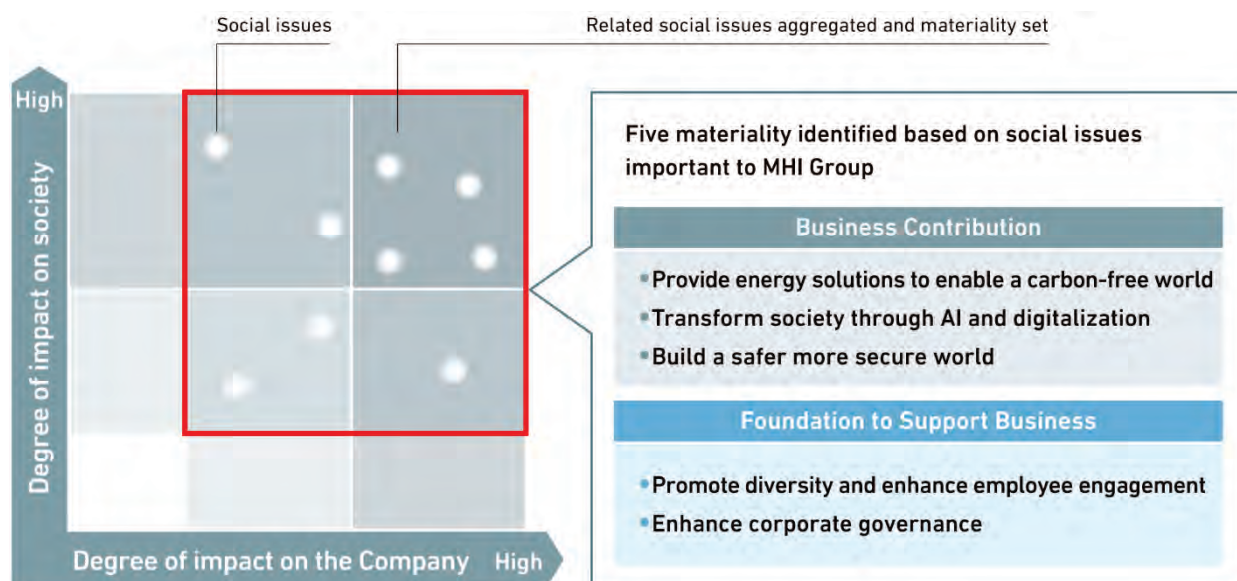 Social issues
Related social issues aggregated and materiality set
High
Degree of impact on society
Degree of impact on the Company
High
Five materiality identified based on social issues
important to MHI Group
Business Contribution
•Provide energy solutions to enable a carbon-free world
•Transform society through AI and digitalization
•Build a safer more secure world
Foundation to Support Business
•Promote diversity and enhance employee engagement
•Enhance corporate governance